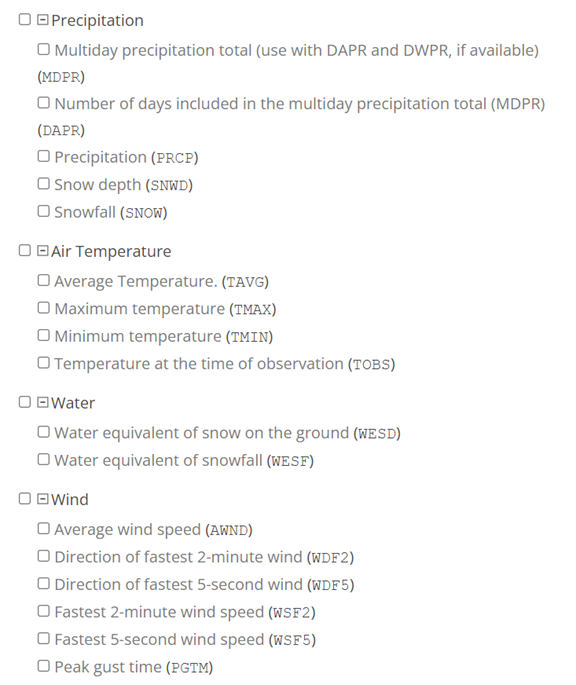 Precipitation
Multiday precipitation total (use with DAPR and DWPR, if available)
(MDPR)
Number of days included in the multiday precipitation total (MDPR)
(DAPR)
Precipitation (PRCP)
Snow depth (SNWD)
Snowfall (SNOW)
Air Temperature
Average Temperature. (TAVG)
Maximum temperature (TMAX)
Minimum temperature (TMIN)
Temperature at the time of observation (TOBS)
Water
Water equivalent of snow on the ground (WESD)
Water equivalent of snowfall (WESF)
Wind
Average wind speed (AWND)
Direction of fastest 2-minute wind (WDF2)
Direction of fastest 5-second wind (WDF5)
Fastest 2-minute wind speed (WSF2)
Fastest 5-second wind speed (WSF5)
Peak gust time (PGTM)